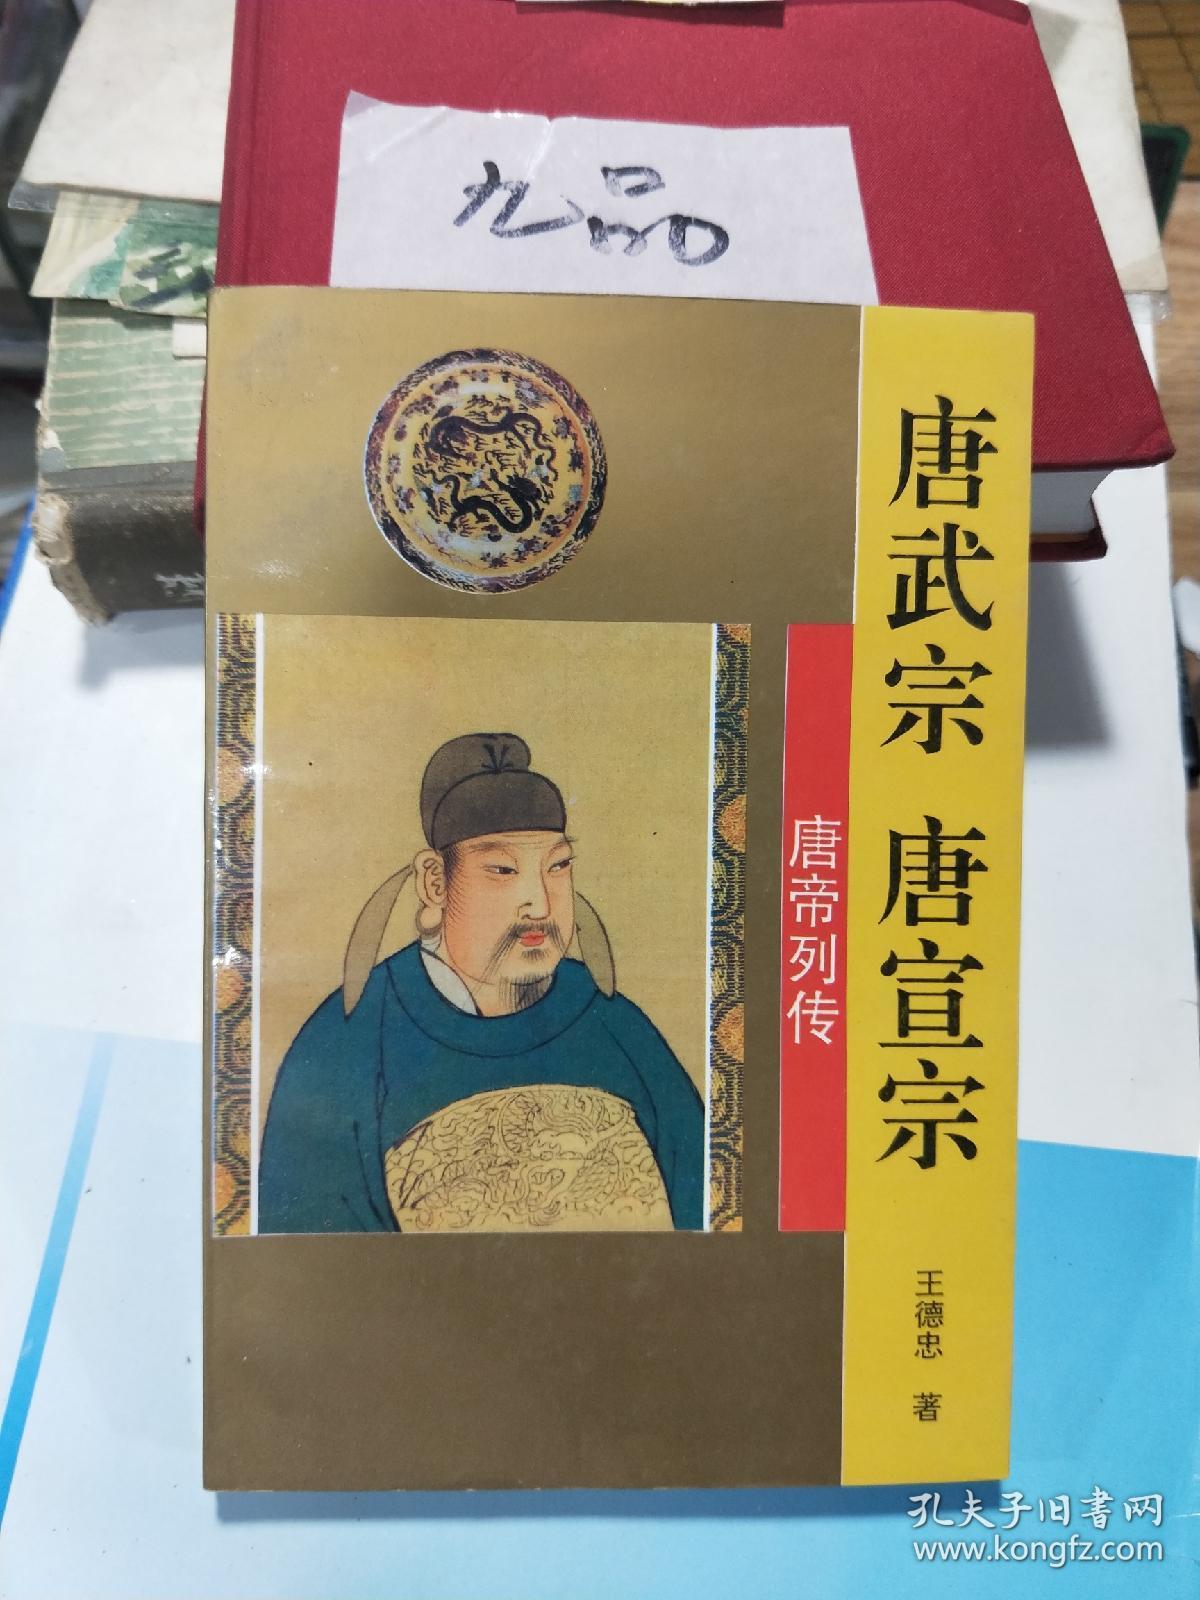 九品
唐武宗 唐宣宗
唐帝列传
王德忠 著
孔夫子旧书网
www.kongfz.com